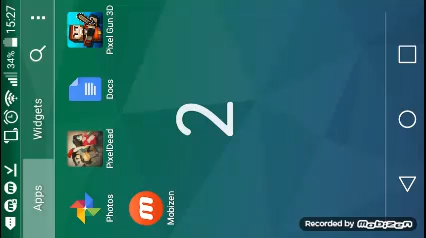 15:27
34%
Apps
Widgets
Photos
PixelDead
Docs
Pixel Gun 3D
Mobizen
2
Recorded by Mobizen